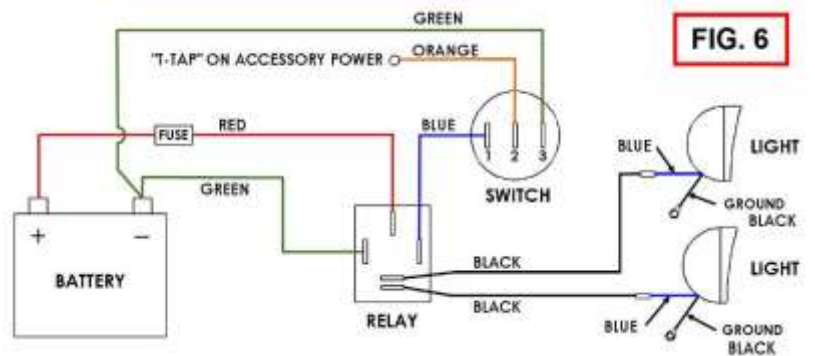 GREEN
FIG. 6
"T-TAP" ON ACCESSORY POWER
ORANGE
FUSE
RED
BLUE
1 2 3
SWITCH
BLUE
LIGHT
GREEN
GROUND
BLACK
+ −
BATTERY
BLACK
LIGHT
BLACK
RELAY
BLUE
GROUND
BLACK